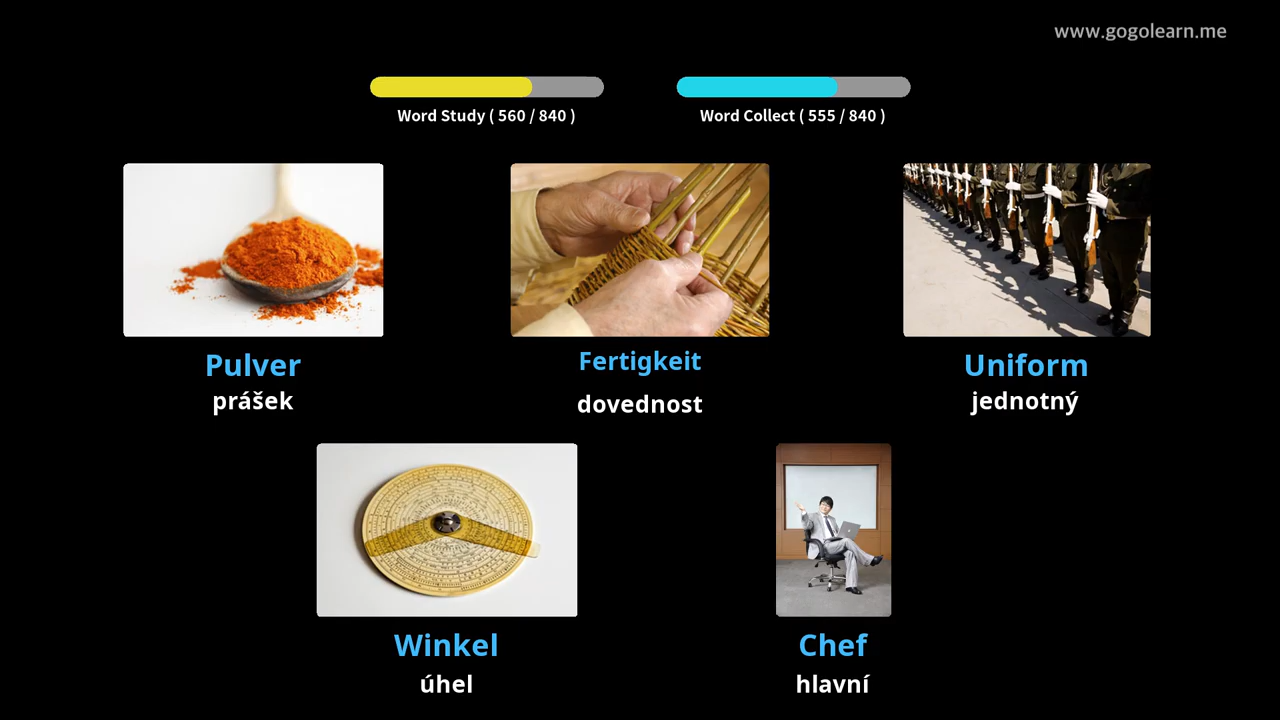 www.gogolearn.me
Word Study ( 560 / 840 )
Word Collect ( 555 / 840 )
Pulver
prášek
Fertigkeit
dovednost
Uniform
jednotný
Winkel
úhel
Chef
hlavní